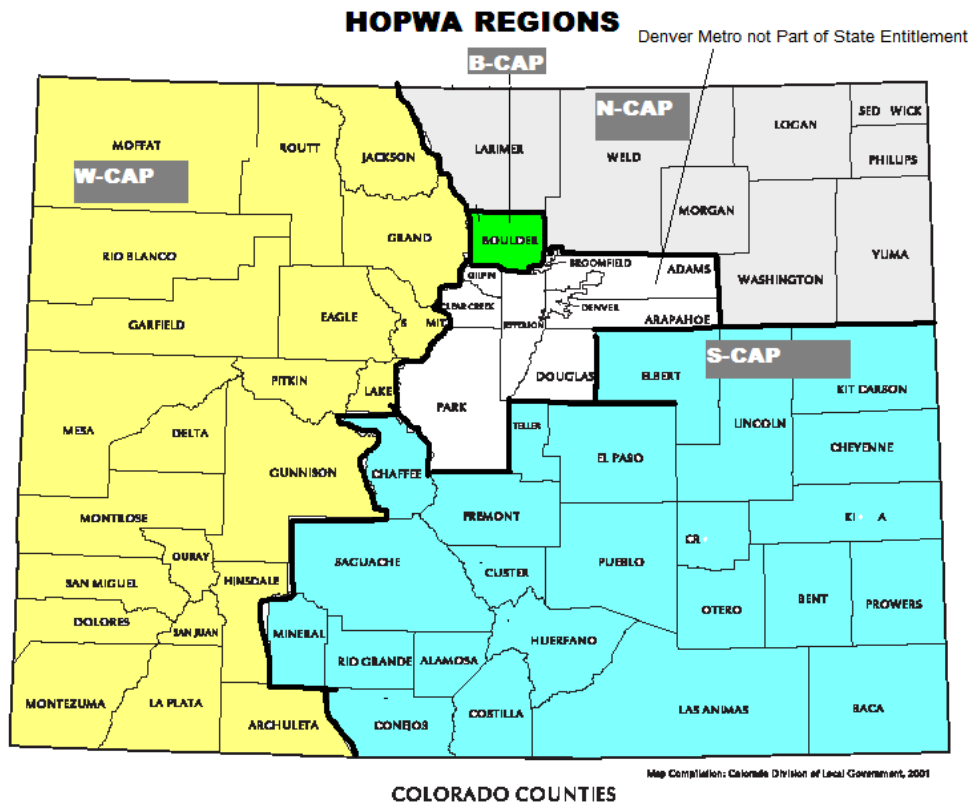 HOPWA REGIONS
Denver Metro not Part of State Entitlement
B-CAP
N-CAP
W-CAP
S-CAP
MOFFAT
ROUTT
JACKSON
LARIMER
WELD
LOGAN
SED WICK
PHILLIPS
MORGAN
GRAND
BOULDER
RIO BLANCO
YUMA
WASHINGTON
BROOMFIELD
ADAMS
GILPIN
CLEAR CREEK
DENVER
ARAPAHOE
JEFFERSON
GARFIELD
EAGLE
S MIT
PITKIN
LAKE
PARK
DOUGLAS
ELBERT
KIT CARSON
MESA
DELTA
LINCOLN
TELLER
EL PASO
CHEYENNE
GUNNISON
CHAFFEE
MONTROSE
FREMONT
KI A
CR
OURAY
SAGUACHE
PUEBLO
SAN MIGUEL
HINSDALE
CUSTER
OTERO
BENT
PROWERS
DOLORES
SAN JUAN
MINERAL
HUERFANO
RIO GRANDE
ALAMOSA
MONTEZUMA
LA PLATA
ARCHULETA
CONEJOS
COSTILLA
LAS ANIMAS
BACA
Map Compilation: Colorado Division of Local Government, 2001
COLORADO COUNTIES